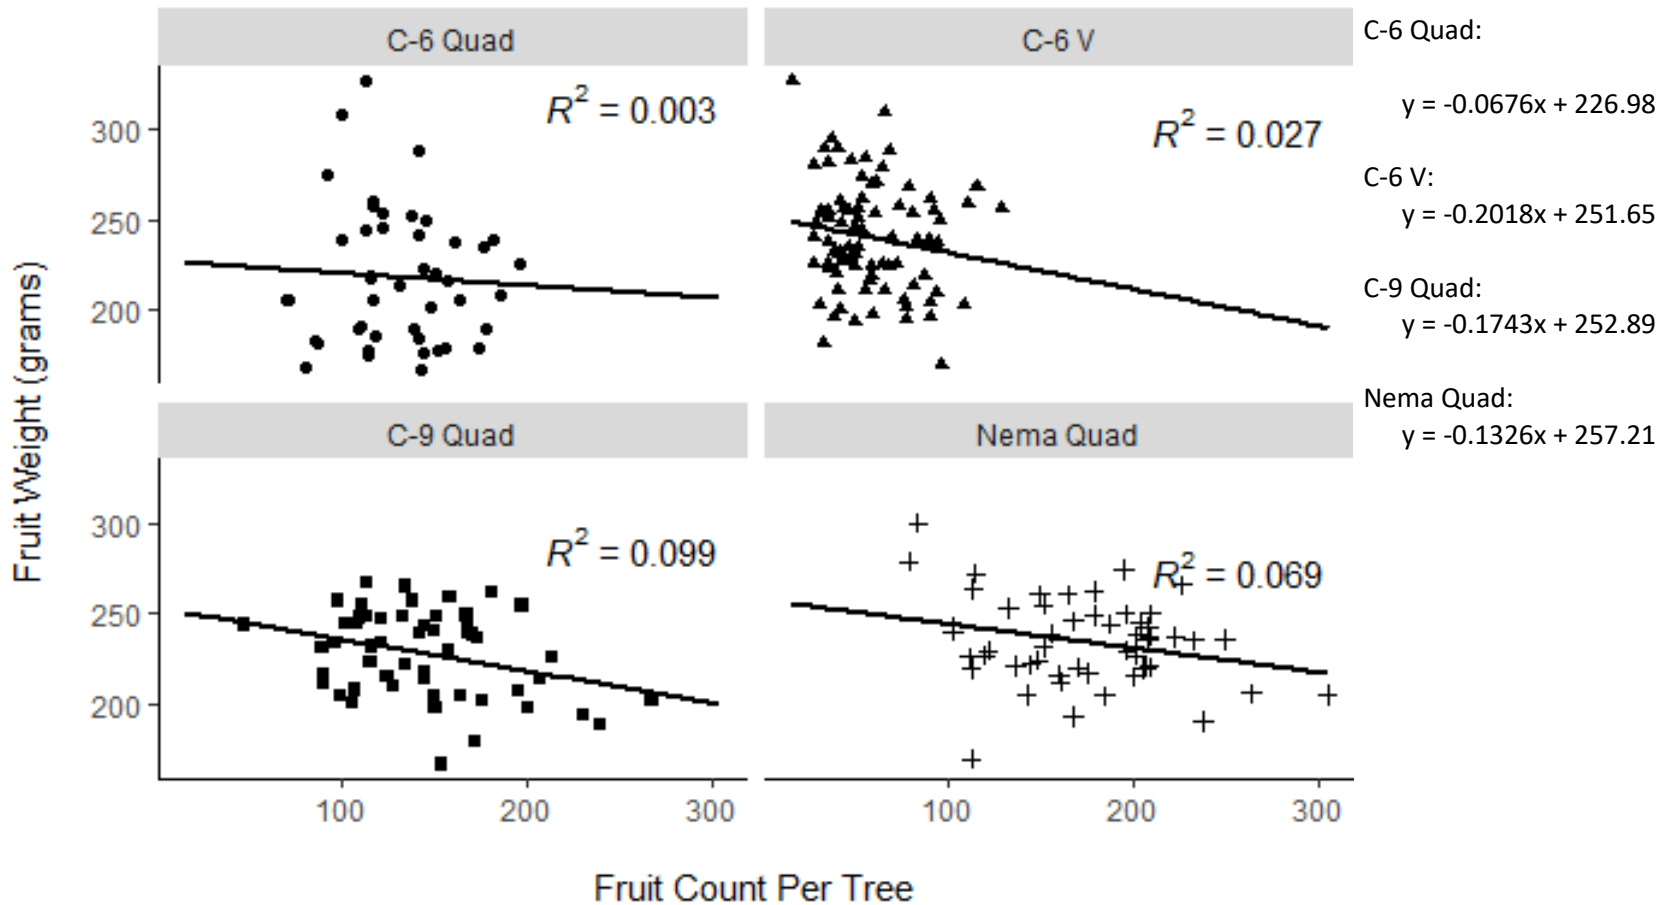 C-6 Quad
C-6 V
C-6 Quad:
R² = 0.003
R² = 0.027
y = -0.0676x + 226.98
C-6 V:
y = -0.2018x + 251.65
C-9 Quad:
y = -0.1743x + 252.89
Nema Quad:
y = -0.1326x + 257.21
300
250
200
C-9 Quad
Nema Quad
R² = 0.099
R² = 0.069
300
250
200
100 200 300
100 200 300
Fruit Weight (grams)
Fruit Count Per Tree